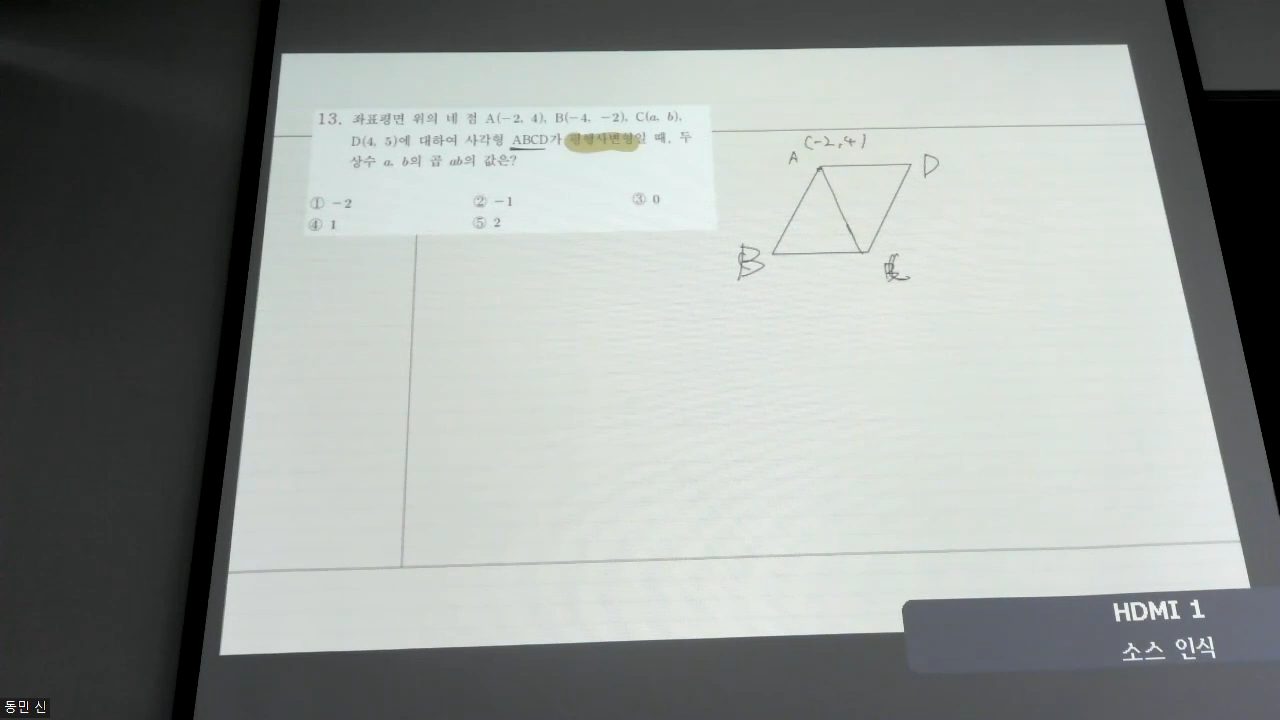 13. 좌표평면 위의 네 점 A(−2, 4), B(−4, −2), C(a, b),
D(4, 5)에 대하여 사각형 ABCD가 평행사변형일 때, 두
상수 a, b의 곱 ab의 값은?
① −2 ② −1 ③ 0
④ 1 ⑤ 2
(-2,4)
A D
B C
HDMI 1
소스 인식
동민 신